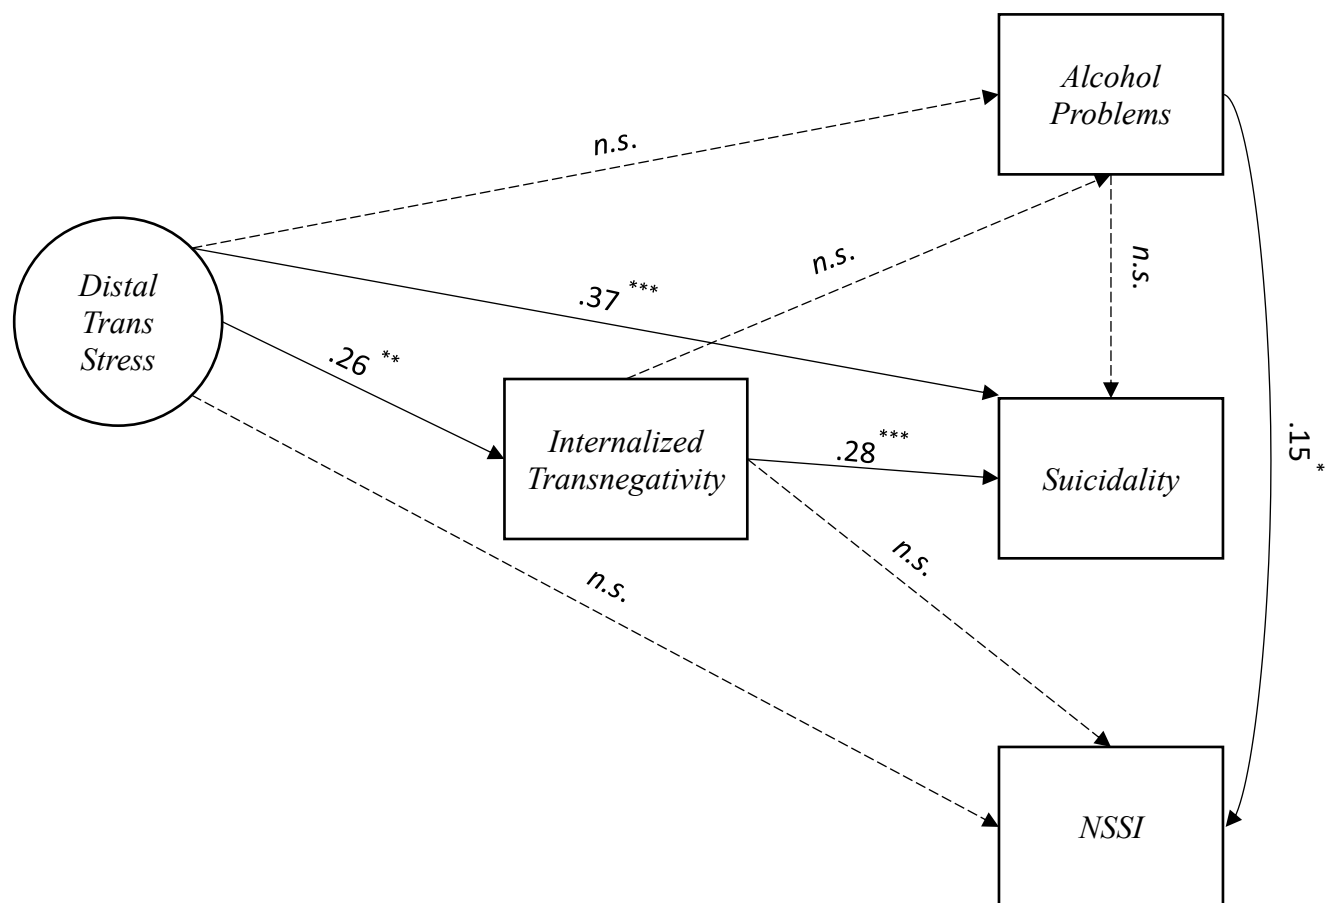 Alcohol
Problems
n.s.
n.s.
n.s.
Distal
Trans
Stress
.37 ***
.26 **
Internalized
Transnegativity
.28***
Suicidality
.15*
n.s.
n.s.
NSSI